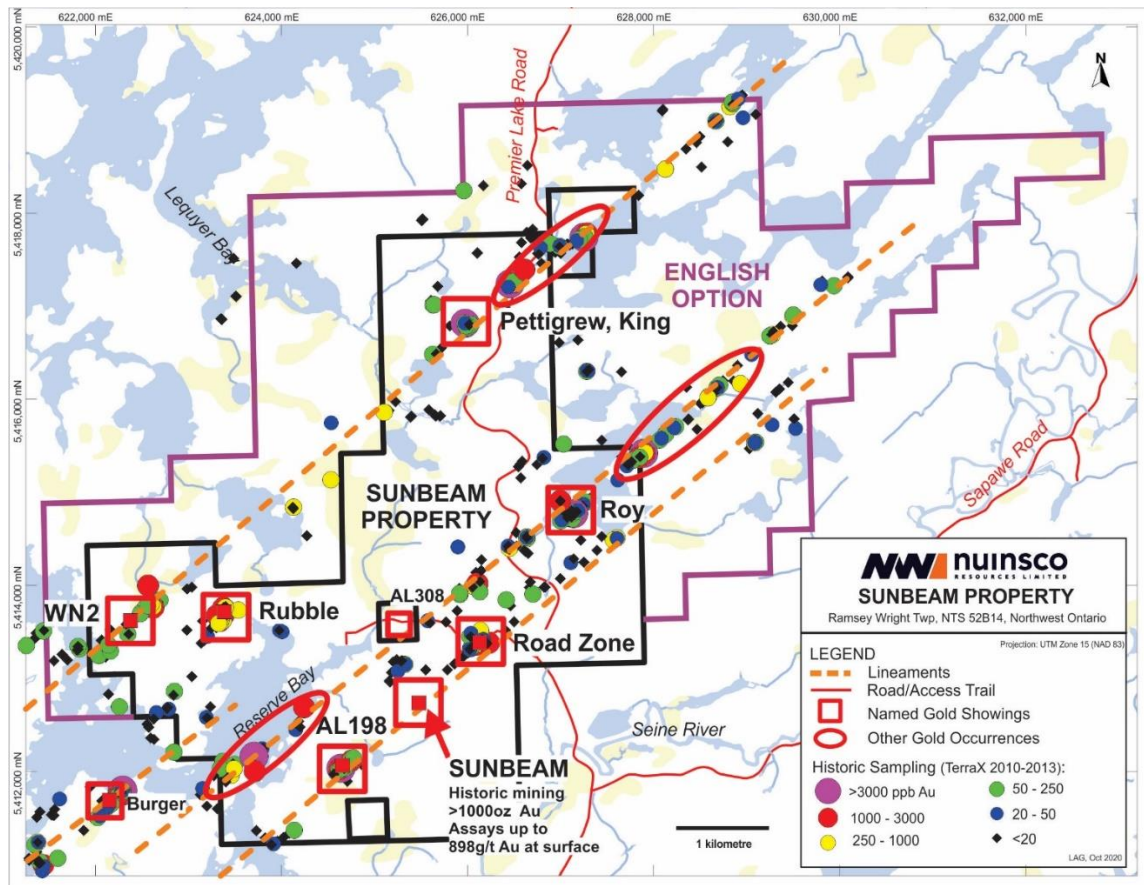 622,000 mE
624,000 mE
626,000 mE
628,000 mE
630,000 mE
632,000 mE
5,420,000 mN
5,418,000 mN
5,416,000 mN
5,414,000 mN
5,412,000 mN
N
Premier Lake Road
Lequyer Bay
ENGLISH
OPTION
Pettigrew, King
SUNBEAM
PROPERTY
Roy
Sapawe Road
WN2
Rubble
AL308
Road Zone
Reserve Bay
AL198
Seine River
Burger
SUNBEAM
Historic mining
>1000oz Au
Assays up to
898g/t Au at surface
1 kilometre
NW nuinsco
RESOURCES LIMITED
SUNBEAM PROPERTY
Ramsey Wright Twp, NTS 52B14, Northwest Ontario
Projection: UTM Zone 15 (NAD 83)
LEGEND
Lineaments
Road/Access Trail
Named Gold Showings
Other Gold Occurrences
Historic Sampling (TerraX 2010-2013):
>3000 ppb Au
1000 - 3000
250 - 1000
50 - 250
20 - 50
<20
LAG, Oct 2020